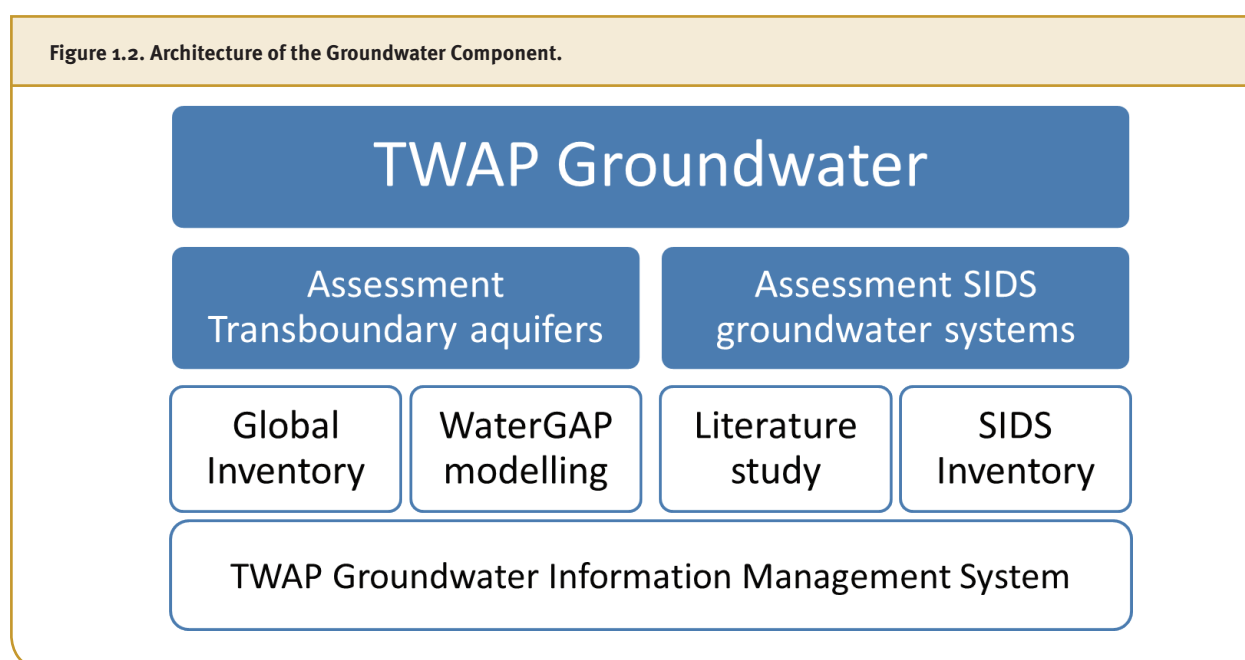 Figure 1.2. Architecture of the Groundwater Component.
TWAP Groundwater
Assessment
Transboundary aquifers
Assessment SIDS
groundwater systems
Global
Inventory
WaterGAP
modelling
Literature
study
SIDS
Inventory
TWAP Groundwater Information Management System